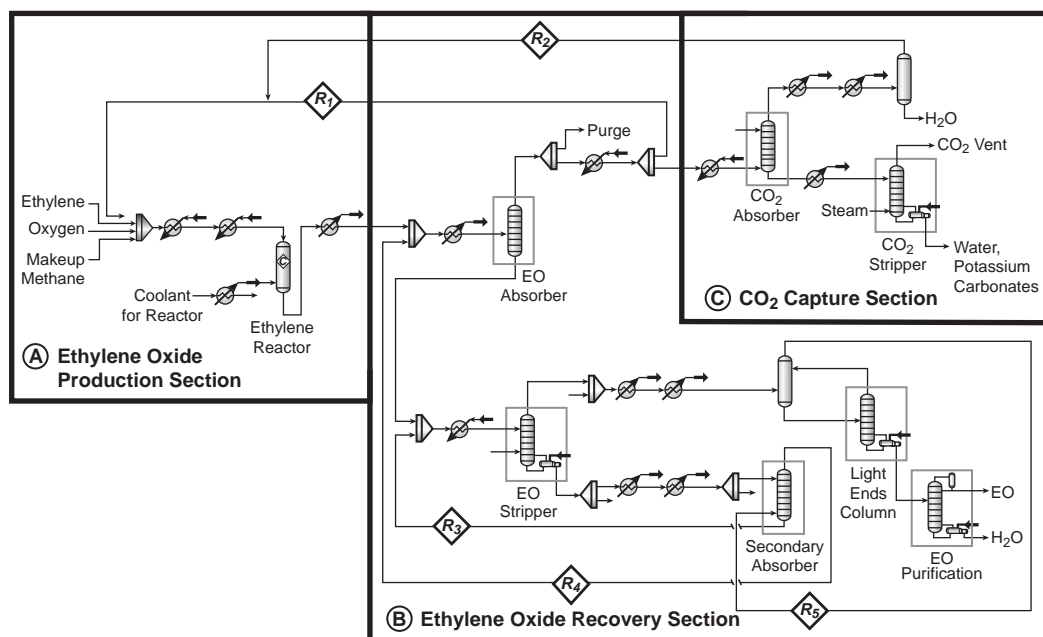 R2
R1
H2O
Purge
CO2 Vent
Ethylene
Oxygen
Makeup
Methane
CO2
Absorber
Steam
CO2
Stripper
Water,
Potassium
Carbonates
C
EO
Absorber
Coolant
for Reactor
Ethylene
Reactor
C CO2 Capture Section
A Ethylene Oxide
Production Section
Light
Ends
Column
EO
Stripper
R3
Secondary
Absorber
EO
H2O
EO
Purification
R4
R5
B Ethylene Oxide Recovery Section